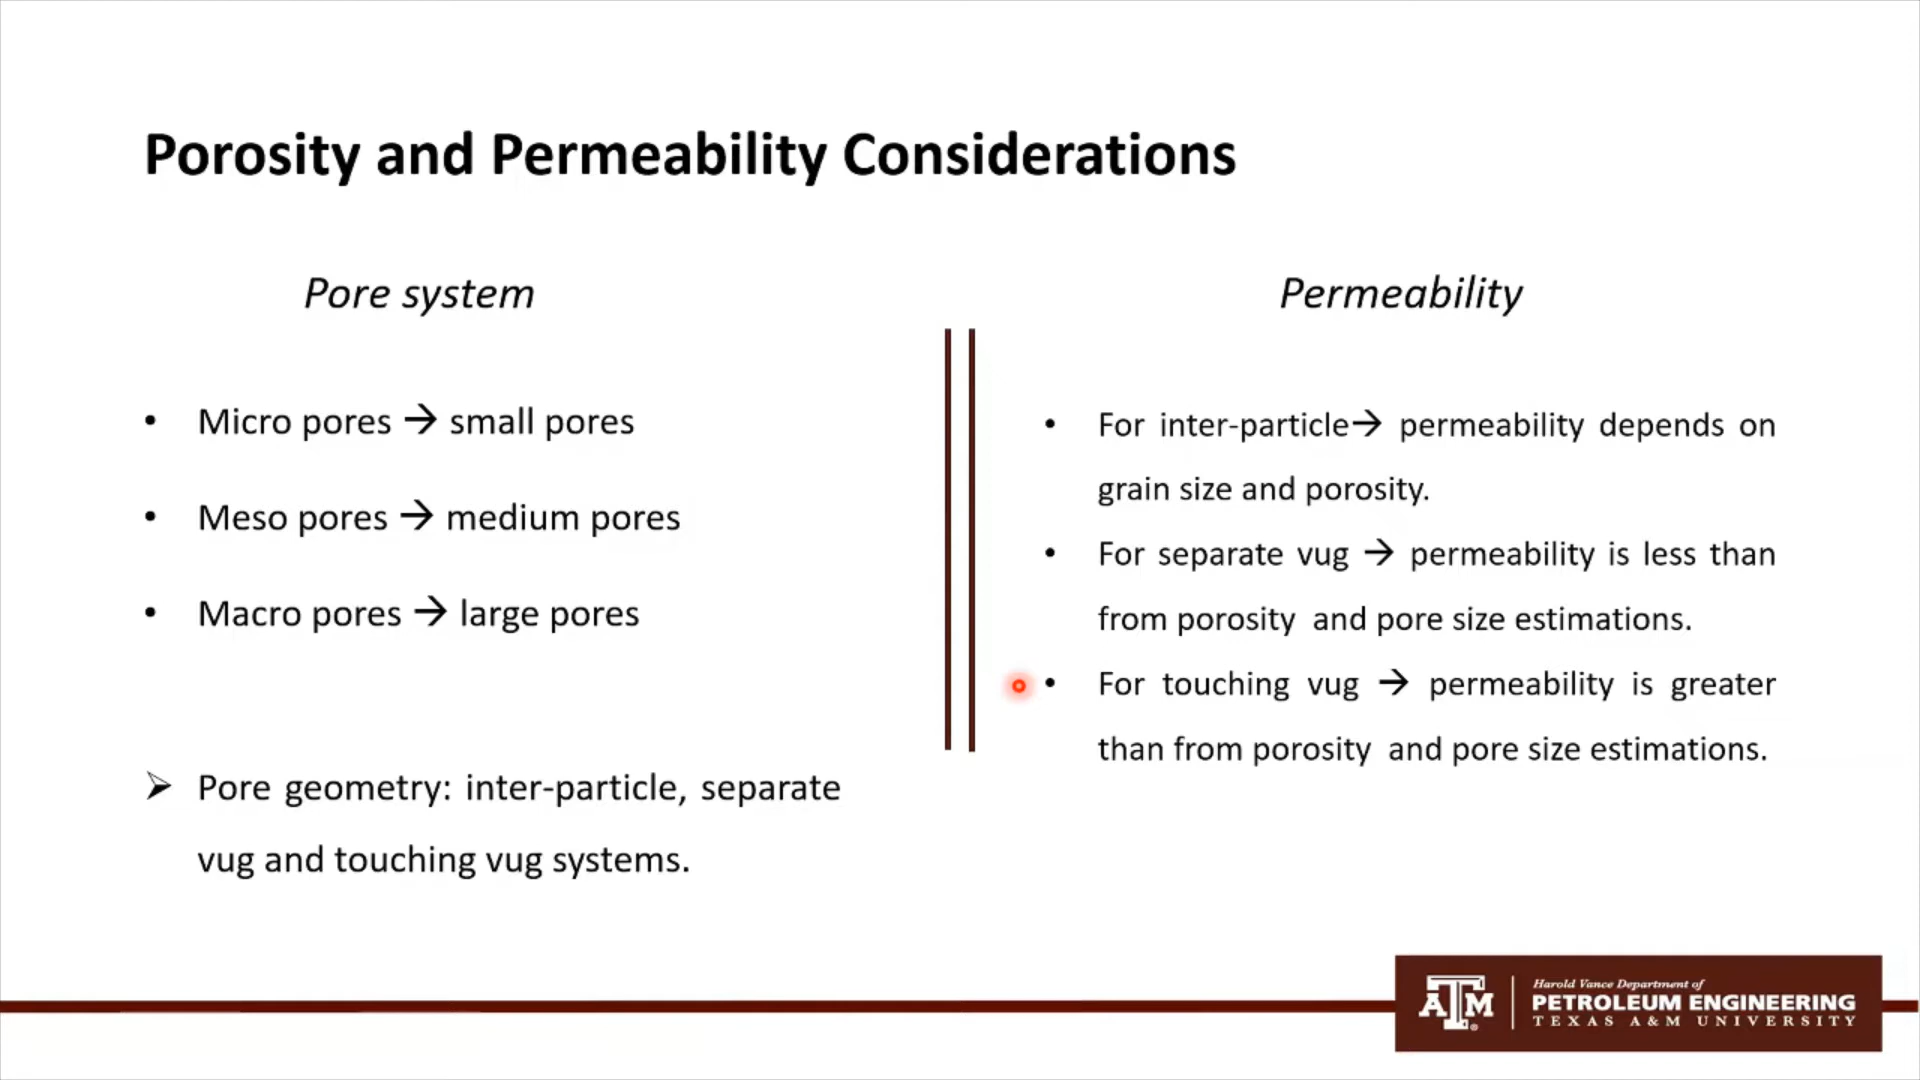 Porosity and Permeability Considerations
Pore system
• Micro pores → small pores
• Meso pores → medium pores
• Macro pores → large pores
➢ Pore geometry: inter-particle, separate
vug and touching vug systems.
Permeability
• For inter-particle→ permeability depends on
grain size and porosity.
• For separate vug → permeability is less than
from porosity and pore size estimations.
• For touching vug → permeability is greater
than from porosity and pore size estimations.
ATM
Harold Vance Department of
PETROLEUM ENGINEERING
TEXAS A&M UNIVERSITY